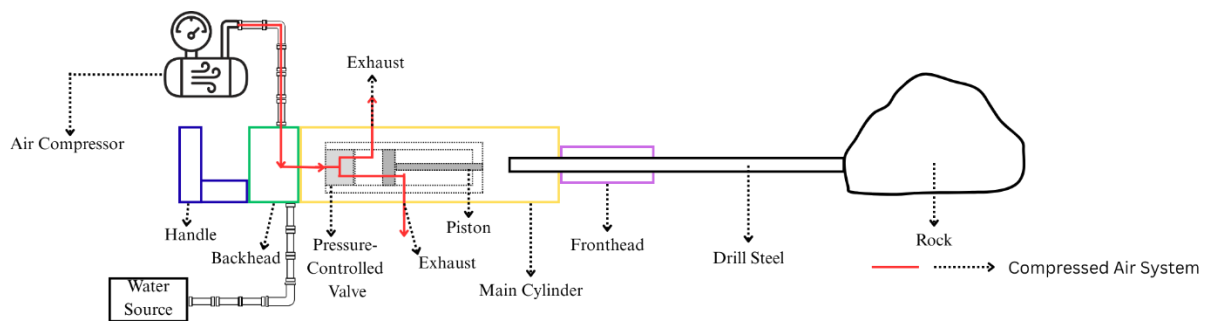 Exhaust
Air Compressor
Handle
Backhead
Pressure-
Controlled
Valve
Exhaust
Piston
Main Cylinder
Fronthead
Drill Steel
Rock
Compressed Air System
Water
Source